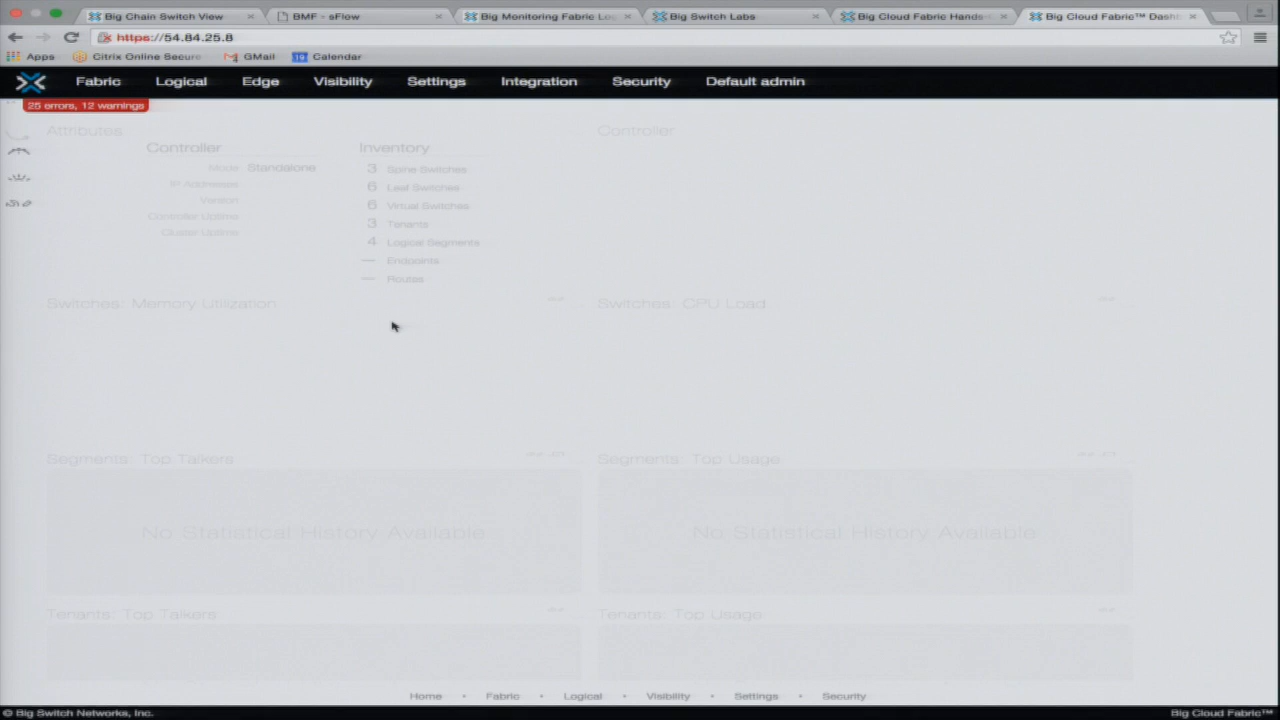 Big Chain Switch View
BMF - sFlow
Big Monitoring Fabric Lo
Big Switch Labs
Big Cloud Fabric Hands-
Big Cloud Fabric™ Dash
https://54.84.25.8
Apps Citrix Online Secure GMail 19 Calendar
Fabric Logical Edge Visibility Settings Integration Security Default admin
25 errors, 12 warnings
Attributes
Controller
Controller
Inventory
Mode Standalone
IP Addresses
Version
Controller Uptime
Cluster Uptime
3 Spine Switches
6 Leaf Switches
6 Virtual Switches
3 Tenants
4 Logical Segments
— Endpoints
— Routes
Switches: Memory Utilization
Switches: CPU Load
Segments: Top Talkers
Segments: Top Usage
No Statistical History Available
No Statistical History Available
Tenants: Top Talkers
Tenants: Top Usage
Home • Fabric • Logical • Visibility • Settings • Security
© Big Switch Networks, Inc.
Big Cloud Fabric™